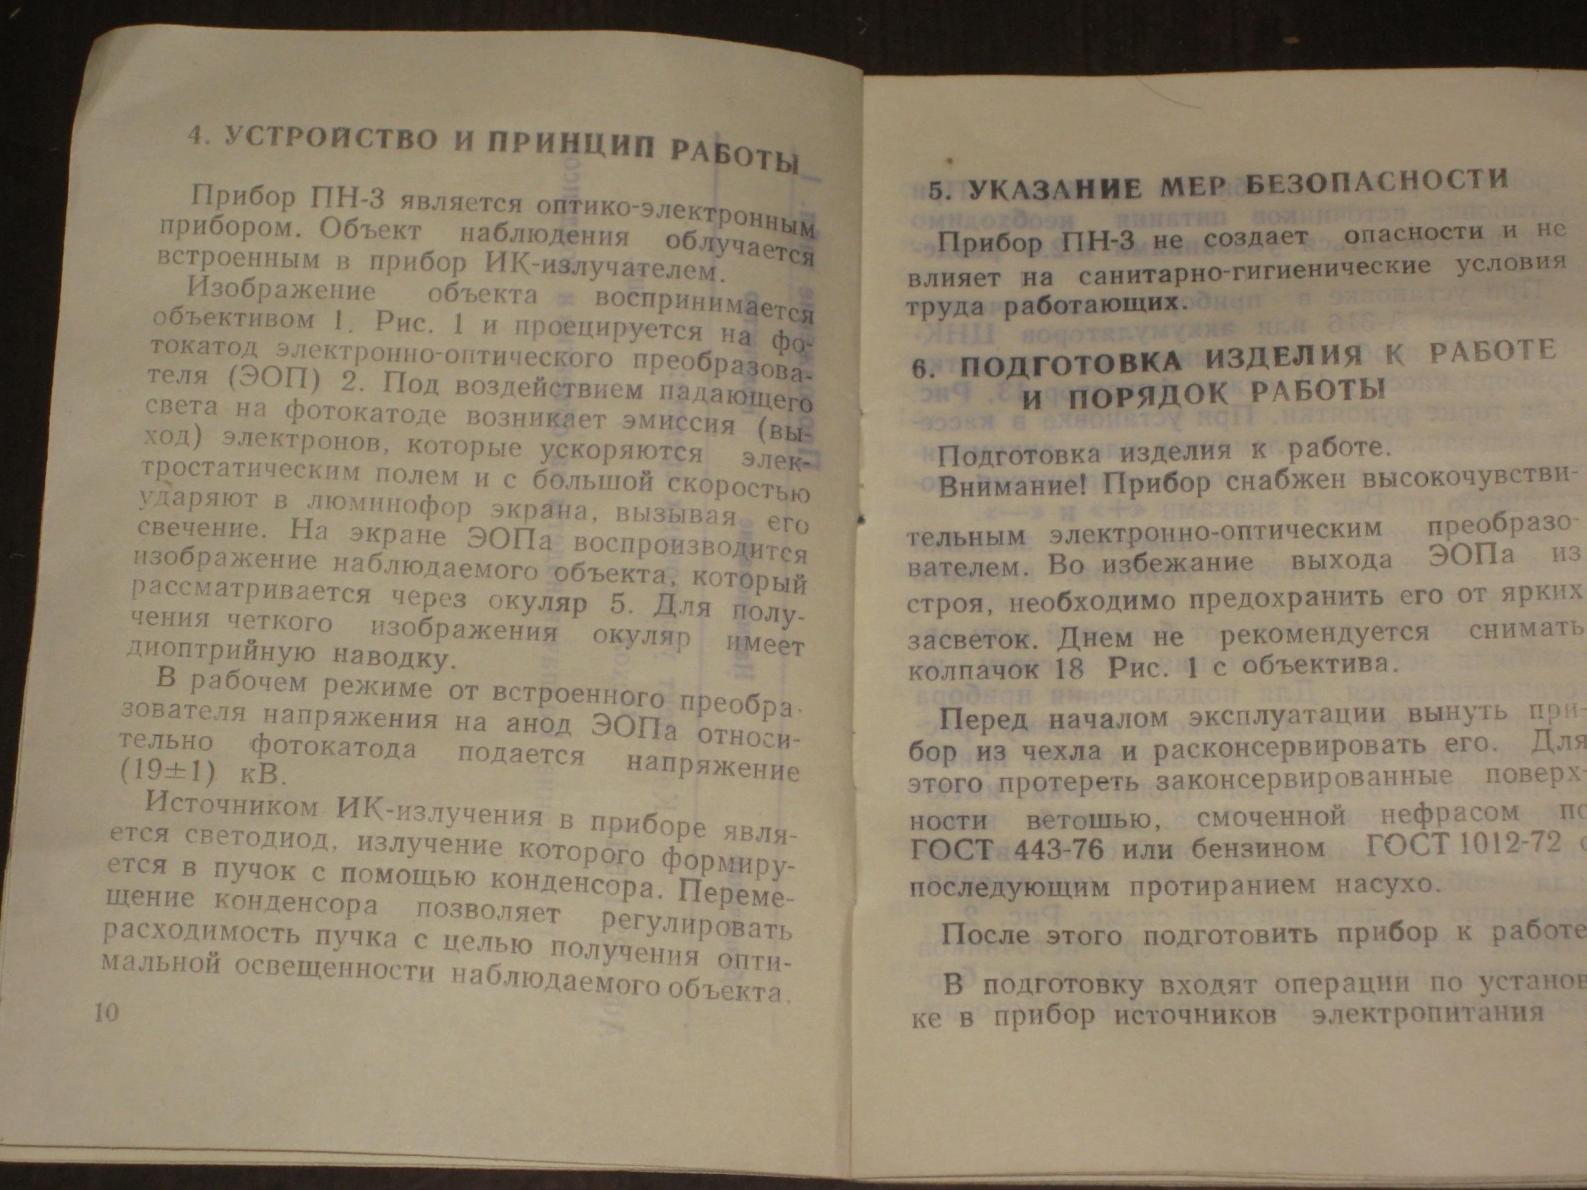 4. УСТРОЙСТВО И ПРИНЦИП РАБОТЫ
Прибор ПН-3 является оптико-электронным
прибором. Объект наблюдения облучается
встроенным в прибор ИК-излучателем.
Изображение объекта воспринимается
объективом 1. Рис. 1 и проецируется на фо-
токатод электронно-оптического преобразова-
теля (ЭОП) 2. Под воздействием падающего
света на фотокатоде возникает эмиссия (вы-
ход) электронов, которые ускоряются элек-
тростатическим полем и с большой скоростью
ударяют в люминофор экрана, вызывая его
свечение. На экране ЭОПа воспроизводится
изображение наблюдаемого объекта, который
рассматривается через окуляр 5. Для полу-
чения четкого изображения окуляр имеет
диоптрийную наводку.
В рабочем режиме от встроенного преобра-
зователя напряжения на анод ЭОПа относи-
тельно фотокатода подается напряжение
(19±1) кВ.
Источником ИК-излучения в приборе явля-
ется светодиод, излучение которого формиру-
ется в пучок с помощью конденсора. Переме-
щение конденсора позволяет регулировать
расходимость пучка с целью получения опти-
мальной освещенности наблюдаемого объекта.
10
5. УКАЗАНИЕ МЕР БЕЗОПАСНОСТИ
Прибор ПН-3 не создает опасности и не
влияет на санитарно-гигиенические условия
труда работающих.
6. ПОДГОТОВКА ИЗДЕЛИЯ К РАБОТЕ
И ПОРЯДОК РАБОТЫ
Подготовка изделия к работе.
Внимание! Прибор снабжен высокочувстви-
тельным электронно-оптическим преобразо-
вателем. Во избежание выхода ЭОПа из
строя, необходимо предохранить его от ярких
засветок. Днем не рекомендуется снимать
колпачок 18 Рис. 1 с объектива.
Перед началом эксплуатации вынуть при-
бор из чехла и расконсервировать его. Для
этого протереть законсервированные поверх-
ности ветошью, смоченной нефрасом по
ГОСТ 443-76 или бензином ГОСТ 1012-72 с
последующим протиранием насухо.
После этого подготовить прибор к работе
В подготовку входят операции по установ
ке в прибор источников электропитания